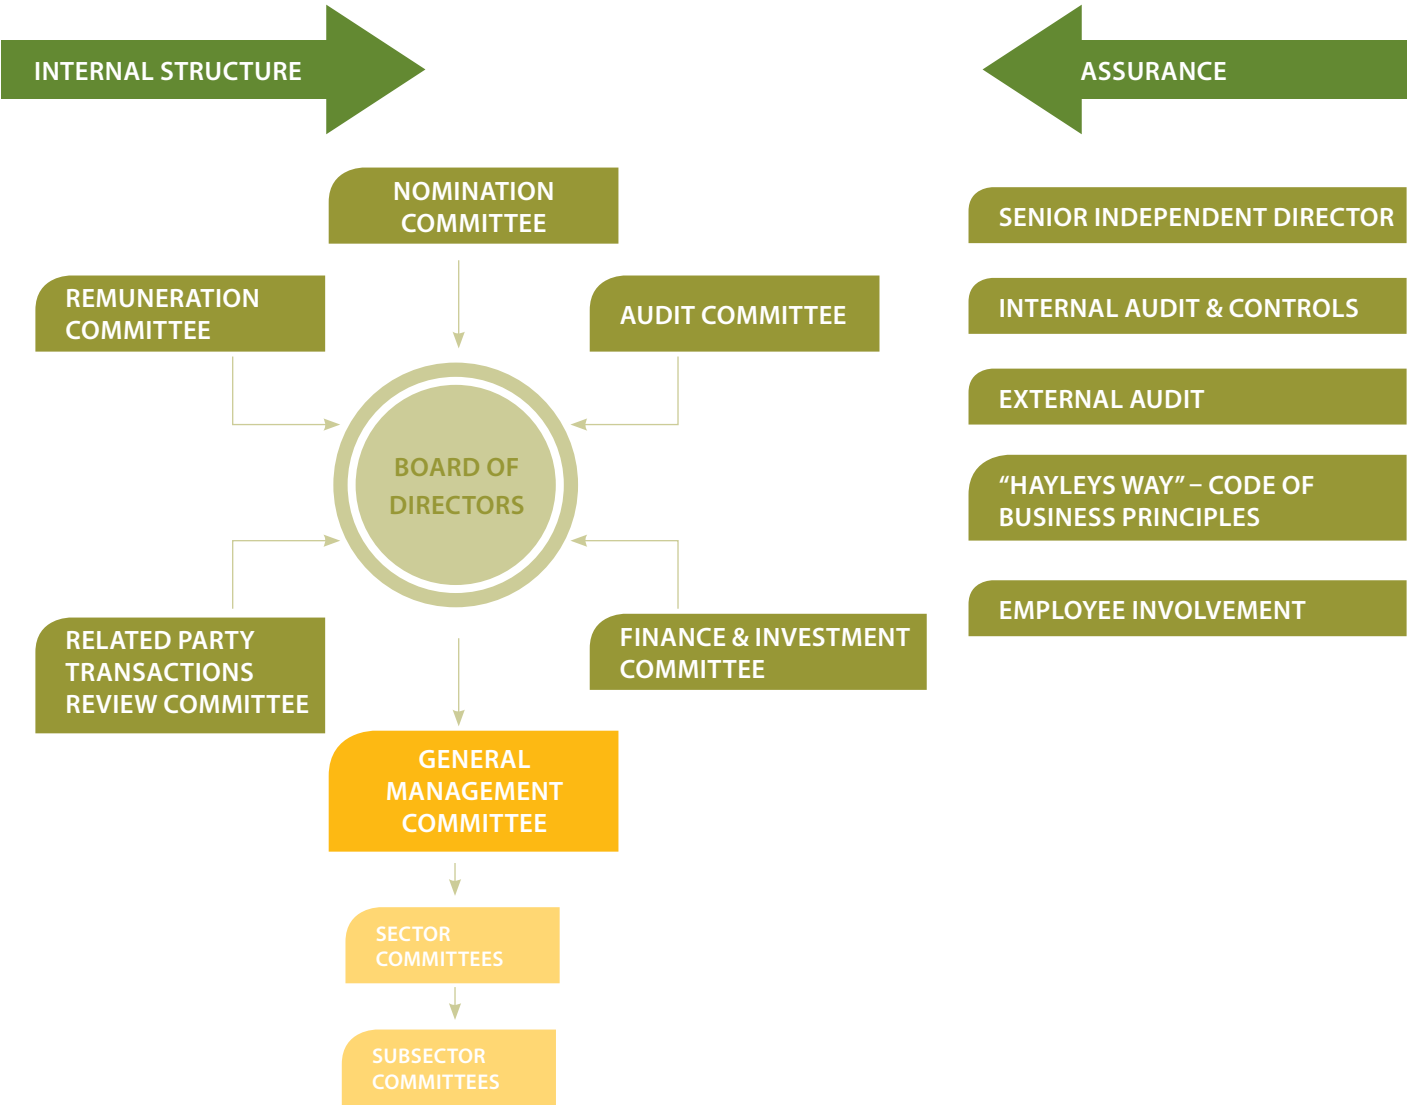 INTERNAL STRUCTURE
ASSURANCE
NOMINATION
COMMITTEE
REMUNERATION
COMMITTEE
AUDIT COMMITTEE
BOARD OF
DIRECTORS
RELATED PARTY
TRANSACTIONS
REVIEW COMMITTEE
FINANCE & INVESTMENT
COMMITTEE
GENERAL
MANAGEMENT
COMMITTEE
SECTOR
COMMITTEES
SUBSECTOR
COMMITTEES
SENIOR INDEPENDENT DIRECTOR
INTERNAL AUDIT & CONTROLS
EXTERNAL AUDIT
“HAYLEYS WAY” – CODE OF
BUSINESS PRINCIPLES
EMPLOYEE INVOLVEMENT